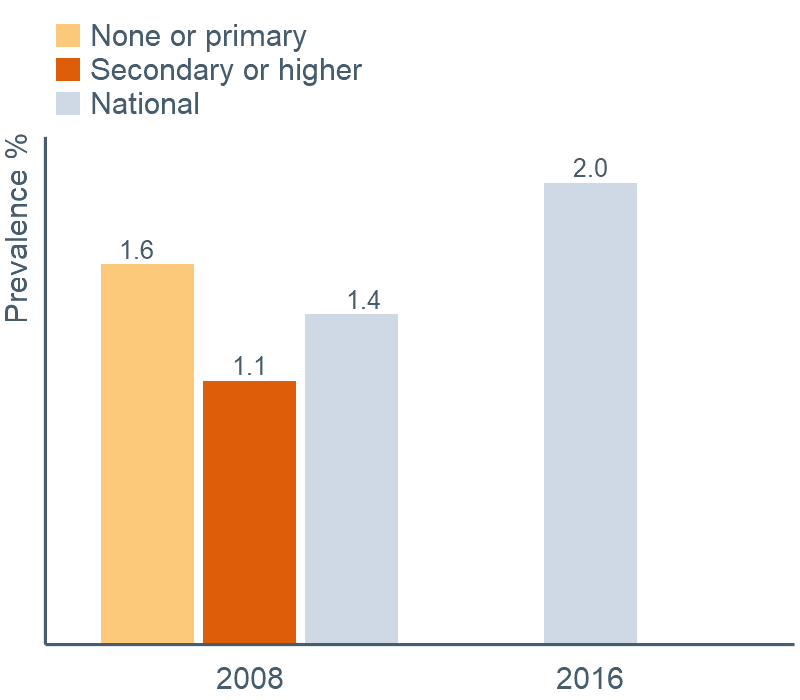 None or primary
Secondary or higher
National
Prevalence %
1.6
1.1
1.4
2.0
2008
2016